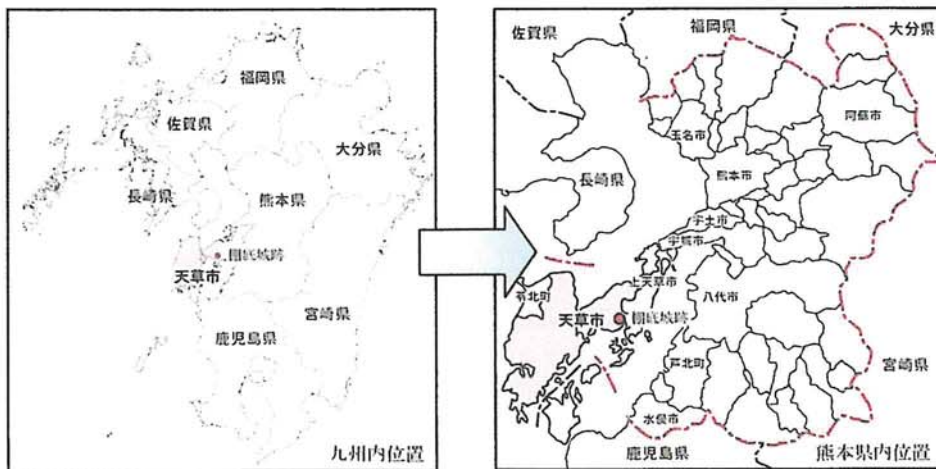 福岡県
佐賀県
大分県
長崎県
熊本県
棚底城跡
天草市
宮崎県
鹿児島県
九州内位置
佐賀県
福岡県
大分県
阿蘇市
玉名市
長崎県
熊本市
宇土市
宇城市
上天草市
苓北町
八代市
天草市
棚底城跡
芦北町
宮崎県
水俣市
鹿児島県
熊本県内位置